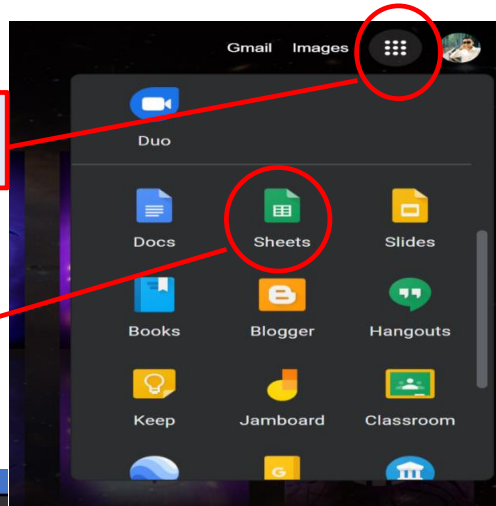 Gmail Images
Duo
Docs Sheets Slides
Books Blogger Hangouts
Keep Jamboard Classroom
G